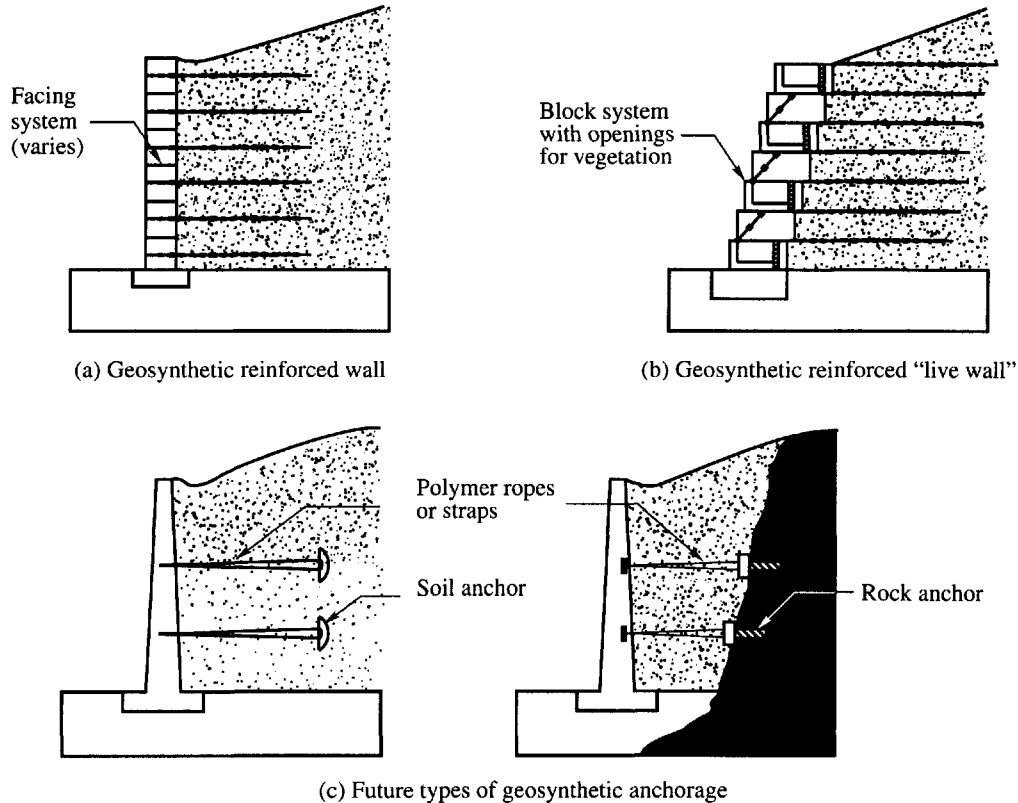 Facing
system
(varies)
(a) Geosynthetic reinforced wall
Block system
with openings
for vegetation
(b) Geosynthetic reinforced “live wall”
Polymer ropes
or straps
Soil anchor
Rock anchor
(c) Future types of geosynthetic anchorage